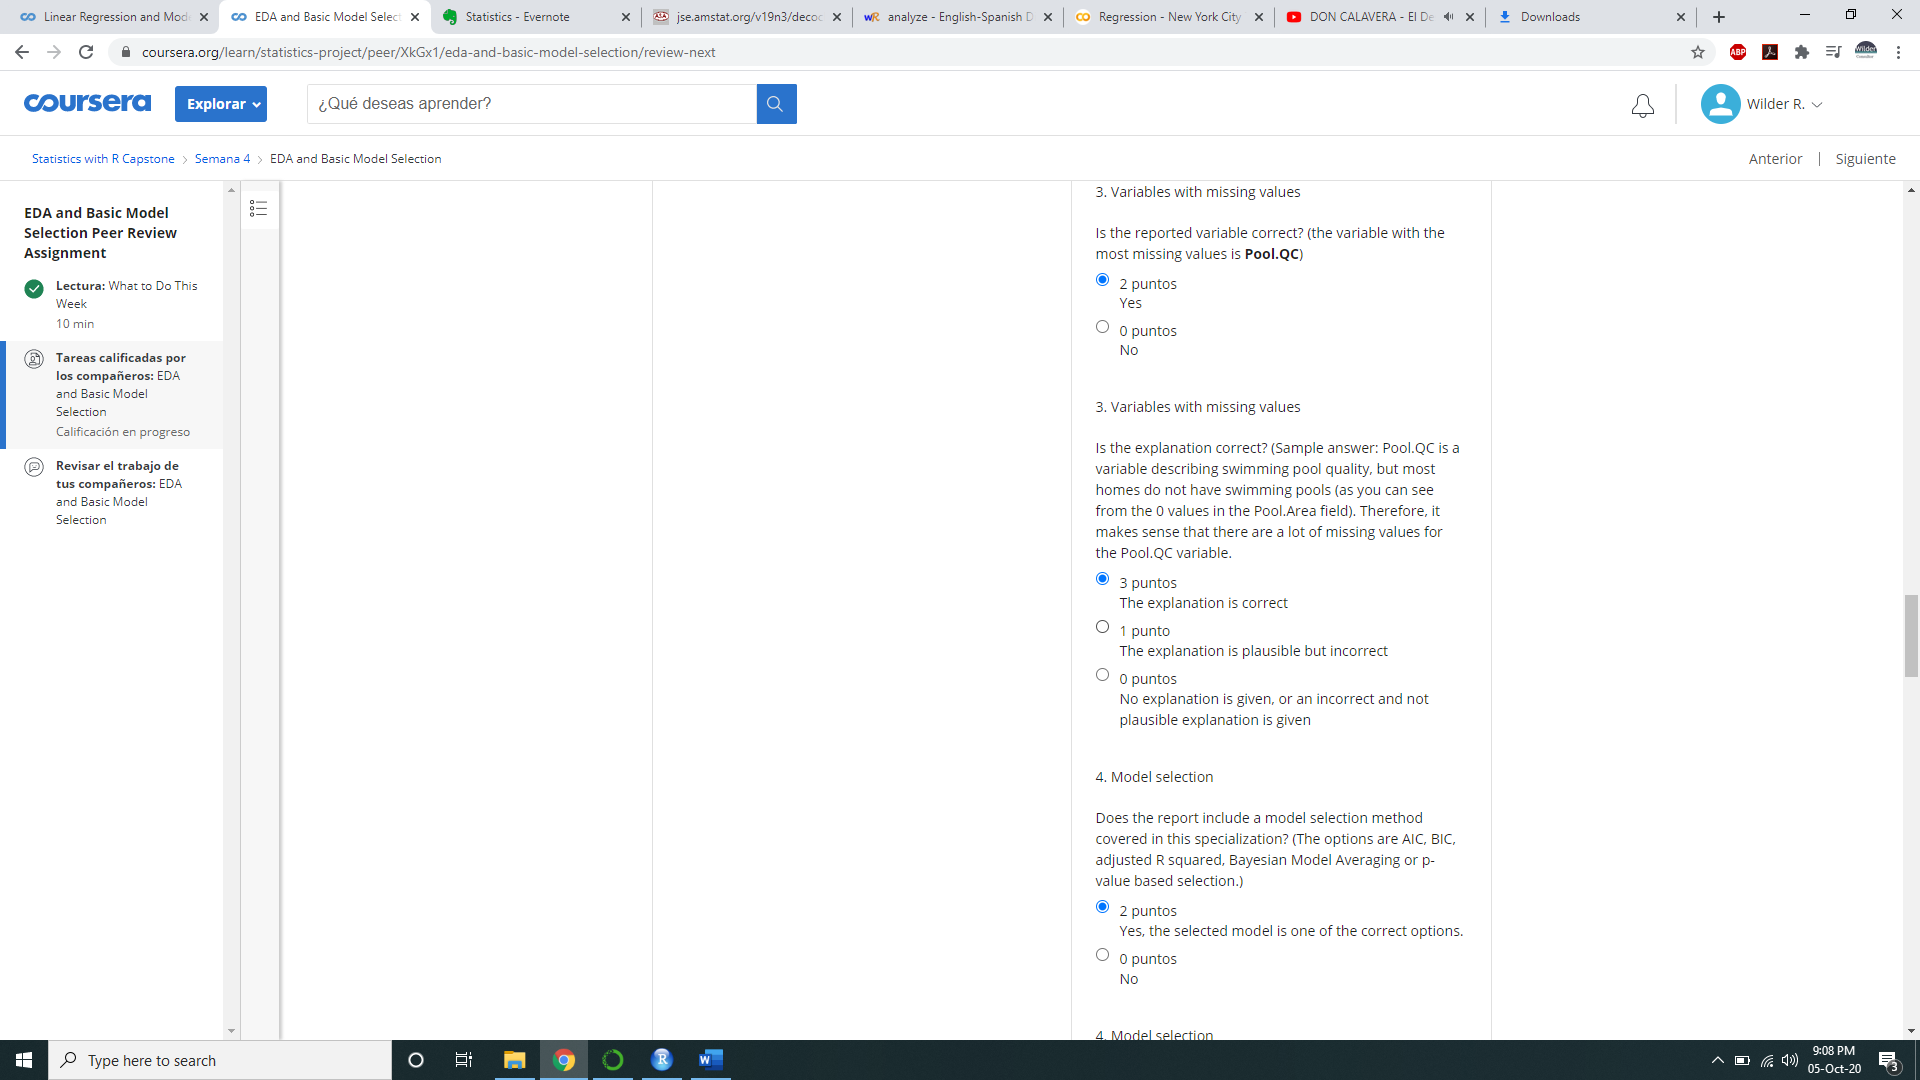 Linear Regression and Mod
EDA and Basic Model Select
Statistics - Evernote
jse.amstat.org/v19n3/decoc
wR analyze - English-Spanish D
Regression - New York City
DON CALAVERA - El De
Downloads
coursera.org/learn/statistics-project/peer/XkGx1/eda-and-basic-model-selection/review-next
ABP
coursera
Explorar
¿Qué deseas aprender?
Wilder R.
Statistics with R Capstone
Semana 4
EDA and Basic Model Selection
Anterior | Siguiente
EDA and Basic Model
Selection Peer Review
Assignment
Lectura: What to Do This
Week
10 min
Tareas calificadas por
los compañeros: EDA
and Basic Model
Selection
Calificación en progreso
Revisar el trabajo de
tus compañeros: EDA
and Basic Model
Selection
3. Variables with missing values
Is the reported variable correct? (the variable with the
most missing values is Pool.QC)
2 puntos
Yes
0 puntos
No
3. Variables with missing values
Is the explanation correct? (Sample answer: Pool.QC is a
variable describing swimming pool quality, but most
homes do not have swimming pools (as you can see
from the 0 values in the Pool.Area field). Therefore, it
makes sense that there are a lot of missing values for
the Pool.QC variable.
3 puntos
The explanation is correct
1 punto
The explanation is plausible but incorrect
0 puntos
No explanation is given, or an incorrect and not
plausible explanation is given
4. Model selection
Does the report include a model selection method
covered in this specialization? (The options are AIC, BIC,
adjusted R squared, Bayesian Model Averaging or p-
value based selection.)
2 puntos
Yes, the selected model is one of the correct options.
0 puntos
No
4. Model selection
Type here to search
R
W
9:08 PM
05-Oct-20
3